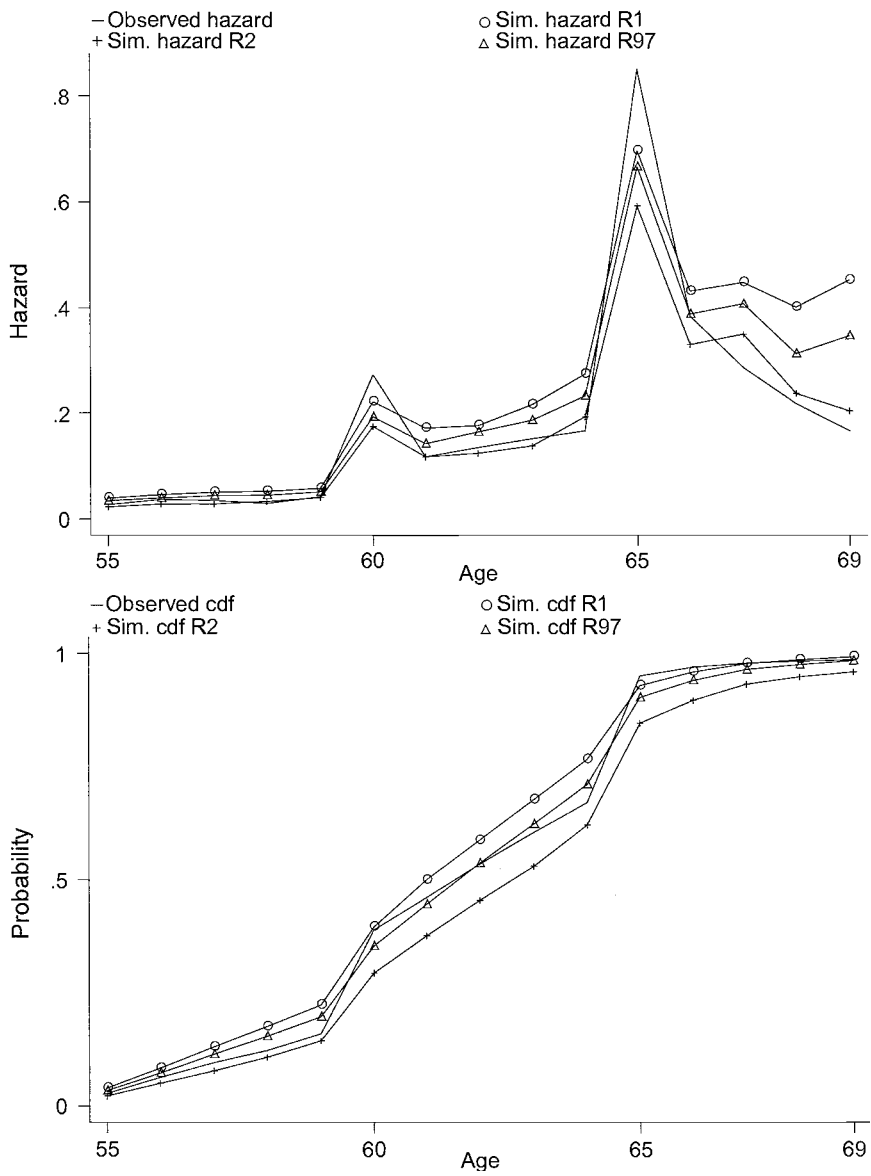 Observed hazard
Sim. hazard R1
Sim. hazard R2
Sim. hazard R97
.8
.6
.4
.2
0
Hazard
55
60
65
69
Age
Observed cdf
Sim. cdf R1
Sim. cdf R2
Sim. cdf R97
1
.5
0
Probability
55
60
65
69
Age